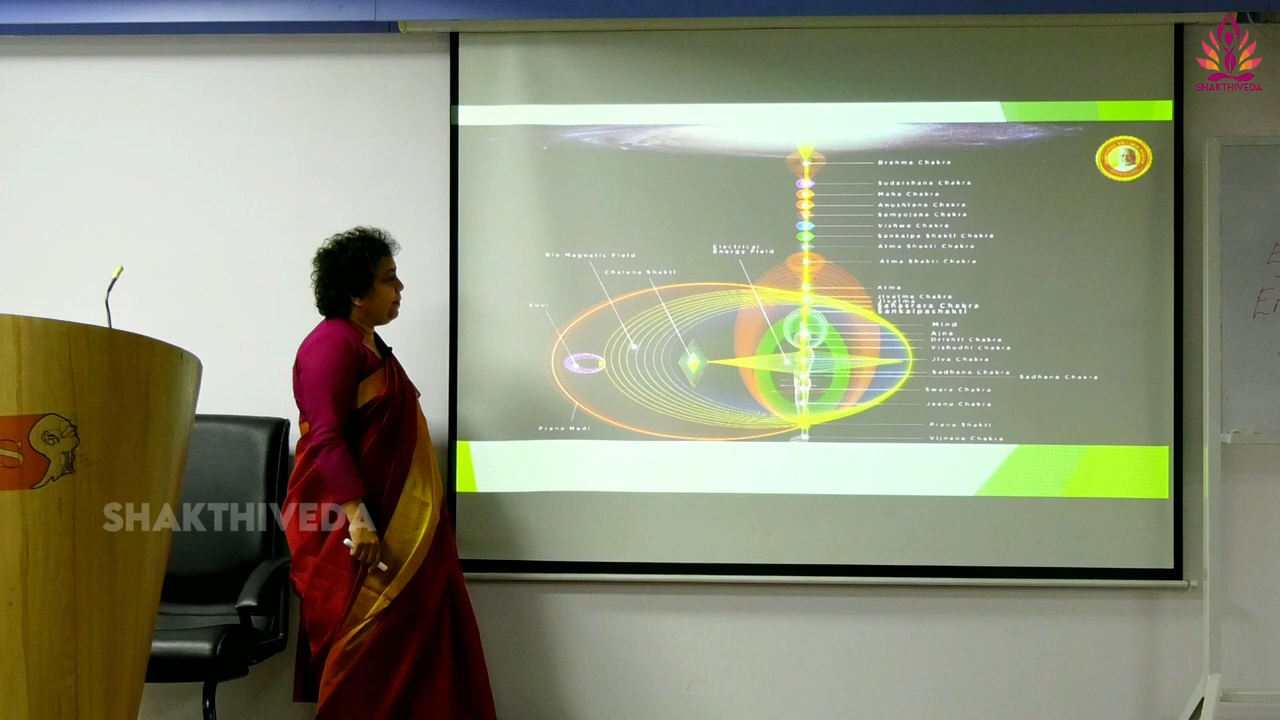 SHAKTHIVEDA
Brahma Chakra
Sudarshana Chakra
Maha Chakra
Anushtana Chakra
Samyojana Chakra
Vishwa Chakra
Sankalpa Shakti Chakra
Atma Shakti Chakra
Atma Shakti Chakra
Electrical
Energy Field
Bio Magnetic Field
Chalana Shakti
Soul
Atma
Jivatma Chakra
Sahasrara Chakra
Sankalpashakti
Mind
Ajna
Drishti Chakra
Vishudhi Chakra
Jiva Chakra
Sadhana Chakra
Sadhana Chakra
Swara Chakra
Prana Shakti
Prana Nadi
Vijnana Chakra
S
SHAKTHIVEDA